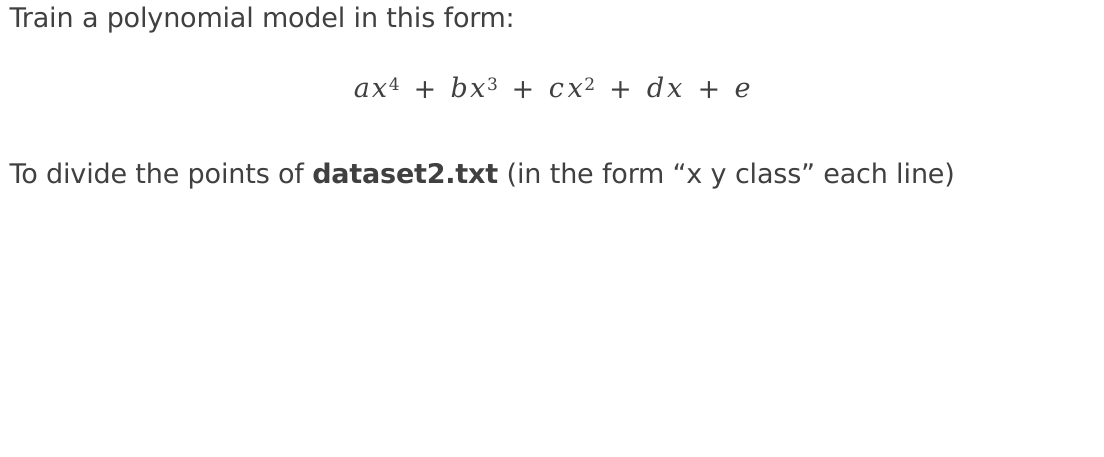 Train a polynomial model in this form:
ax⁴ + bx³ + cx² + dx + e
To divide the points of dataset2.txt (in the form “x y class” each line)